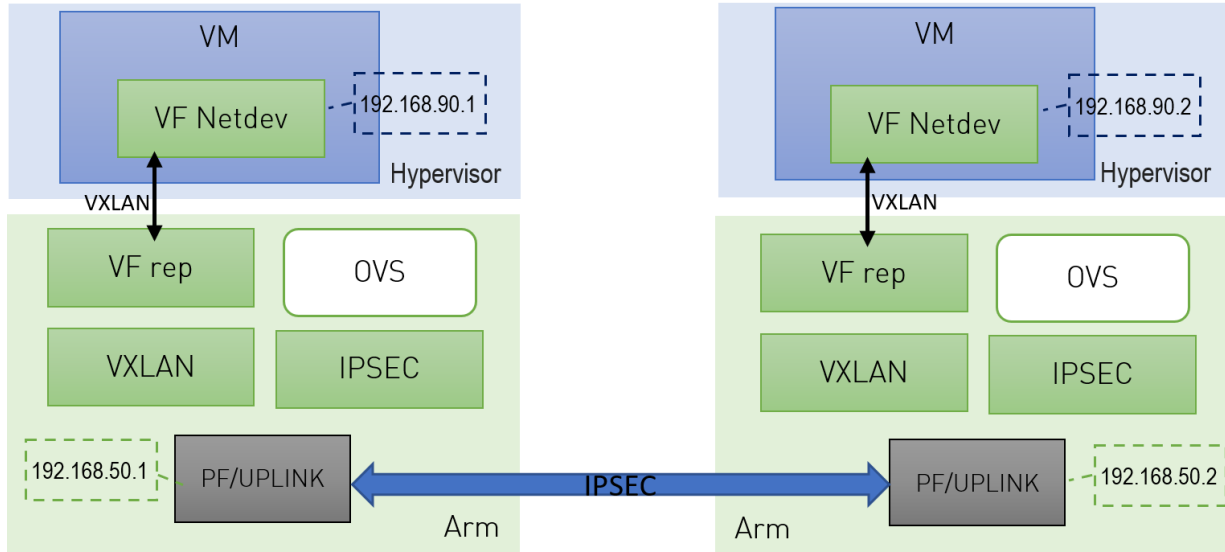 VM
VF Netdev
192.168.90.1
Hypervisor
VXLAN
VF rep
OVS
VXLAN
IPSEC
192.168.50.1
PF/UPLINK
Arm
IPSEC
VM
VF Netdev
192.168.90.2
Hypervisor
VXLAN
VF rep
OVS
VXLAN
IPSEC
PF/UPLINK
192.168.50.2
Arm